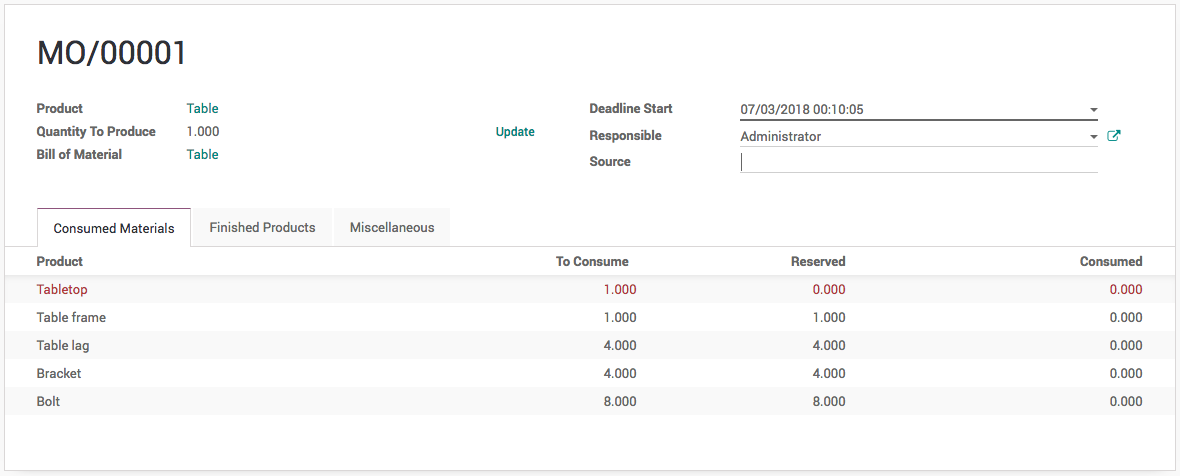 MO/00001
Product Table
Quantity To Produce 1.000 Update
Bill of Material Table
Deadline Start 07/03/2018 00:10:05
Responsible Administrator
Source
Consumed Materials Finished Products Miscellaneous
Product To Consume Reserved Consumed
Tabletop 1.000 0.000 0.000
Table frame 1.000 1.000 0.000
Table lag 4.000 4.000 0.000
Bracket 4.000 4.000 0.000
Bolt 8.000 8.000 0.000